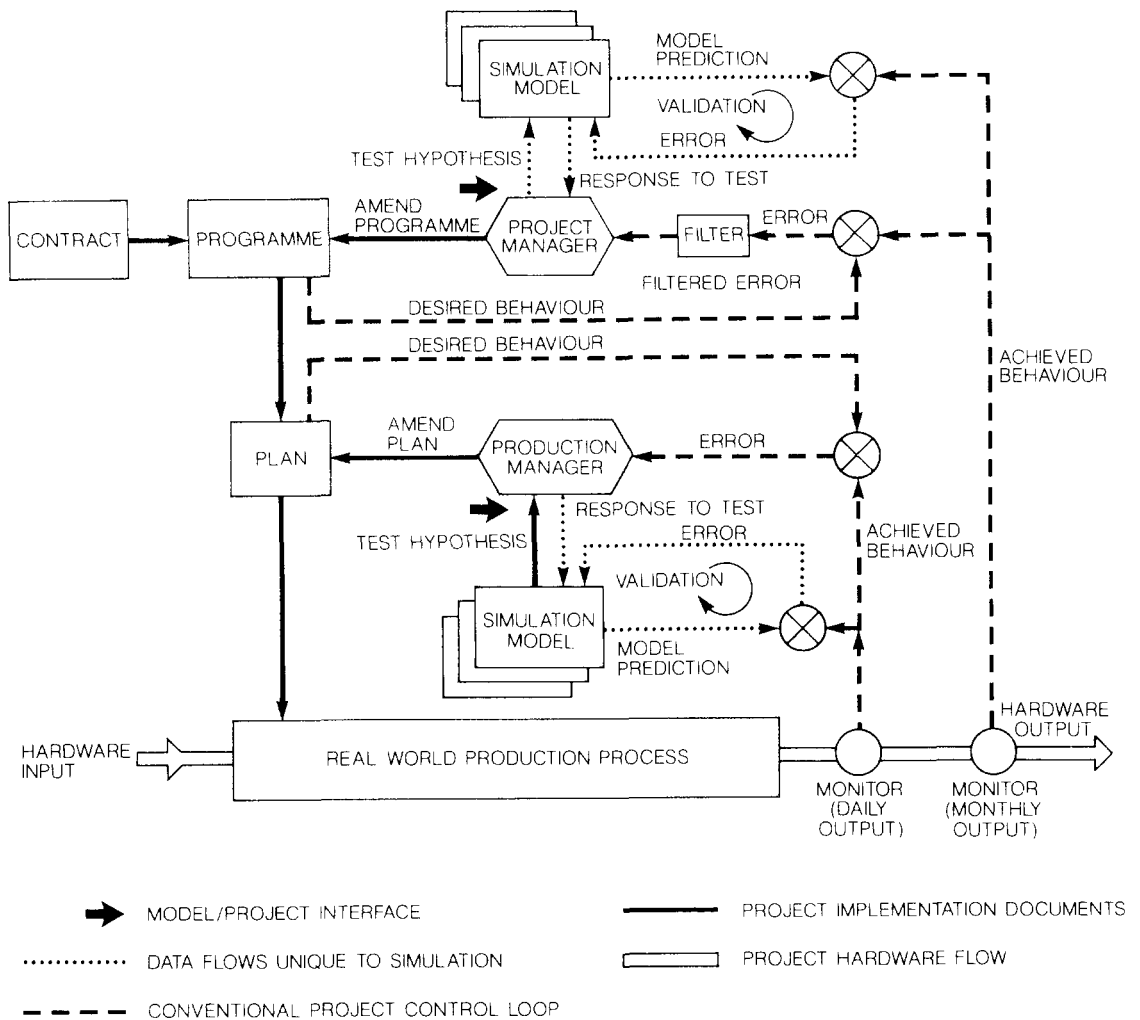 MODEL
PREDICTION
SIMULATION
MODEL
VALIDATION
ERROR
TEST HYPOTHESIS
RESPONSE TO TEST
AMEND
PROGRAMME
CONTRACT
PROGRAMME
PROJECT
MANAGER
FILTER
ERROR
FILTERED ERROR
DESIRED BEHAVIOUR
DESIRED BEHAVIOUR
ACHIEVED
BEHAVIOUR
AMEND
PLAN
PLAN
PRODUCTION
MANAGER
ERROR
RESPONSE TO TEST
ERROR
TEST HYPOTHESIS
ACHIEVED
BEHAVIOUR
VALIDATION
SIMULATION
MODEL
MODEL
PREDICTION
HARDWARE
INPUT
REAL WORLD PRODUCTION PROCESS
HARDWARE
OUTPUT
MONITOR
(DAILY
OUTPUT)
MONITOR
(MONTHLY
OUTPUT)
MODEL/PROJECT INTERFACE
PROJECT IMPLEMENTATION DOCUMENTS
DATA FLOWS UNIQUE TO SIMULATION
PROJECT HARDWARE FLOW
CONVENTIONAL PROJECT CONTROL LOOP